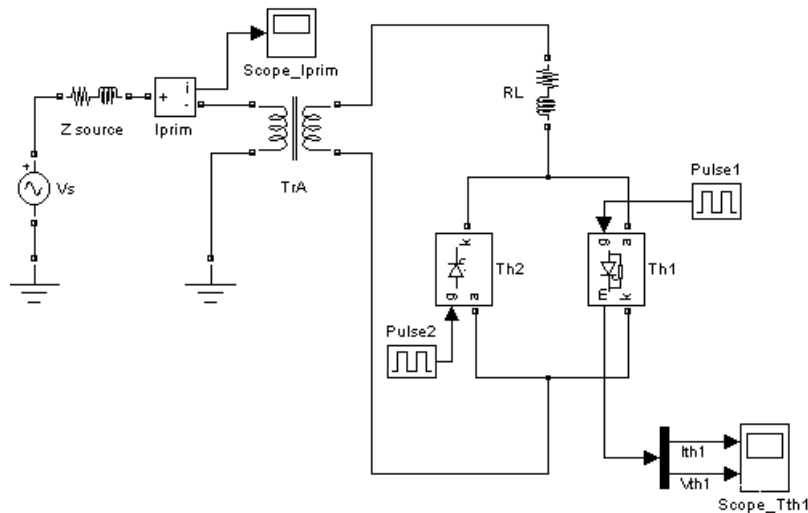 Scope_Iprim
Z source
+
i
-
Iprim
TrA
RL
+
Vs
Pulse1
k
g
a
Th2
g
a
m
k
Th1
Pulse2
Ith1
Vth1
Scope_Tth1